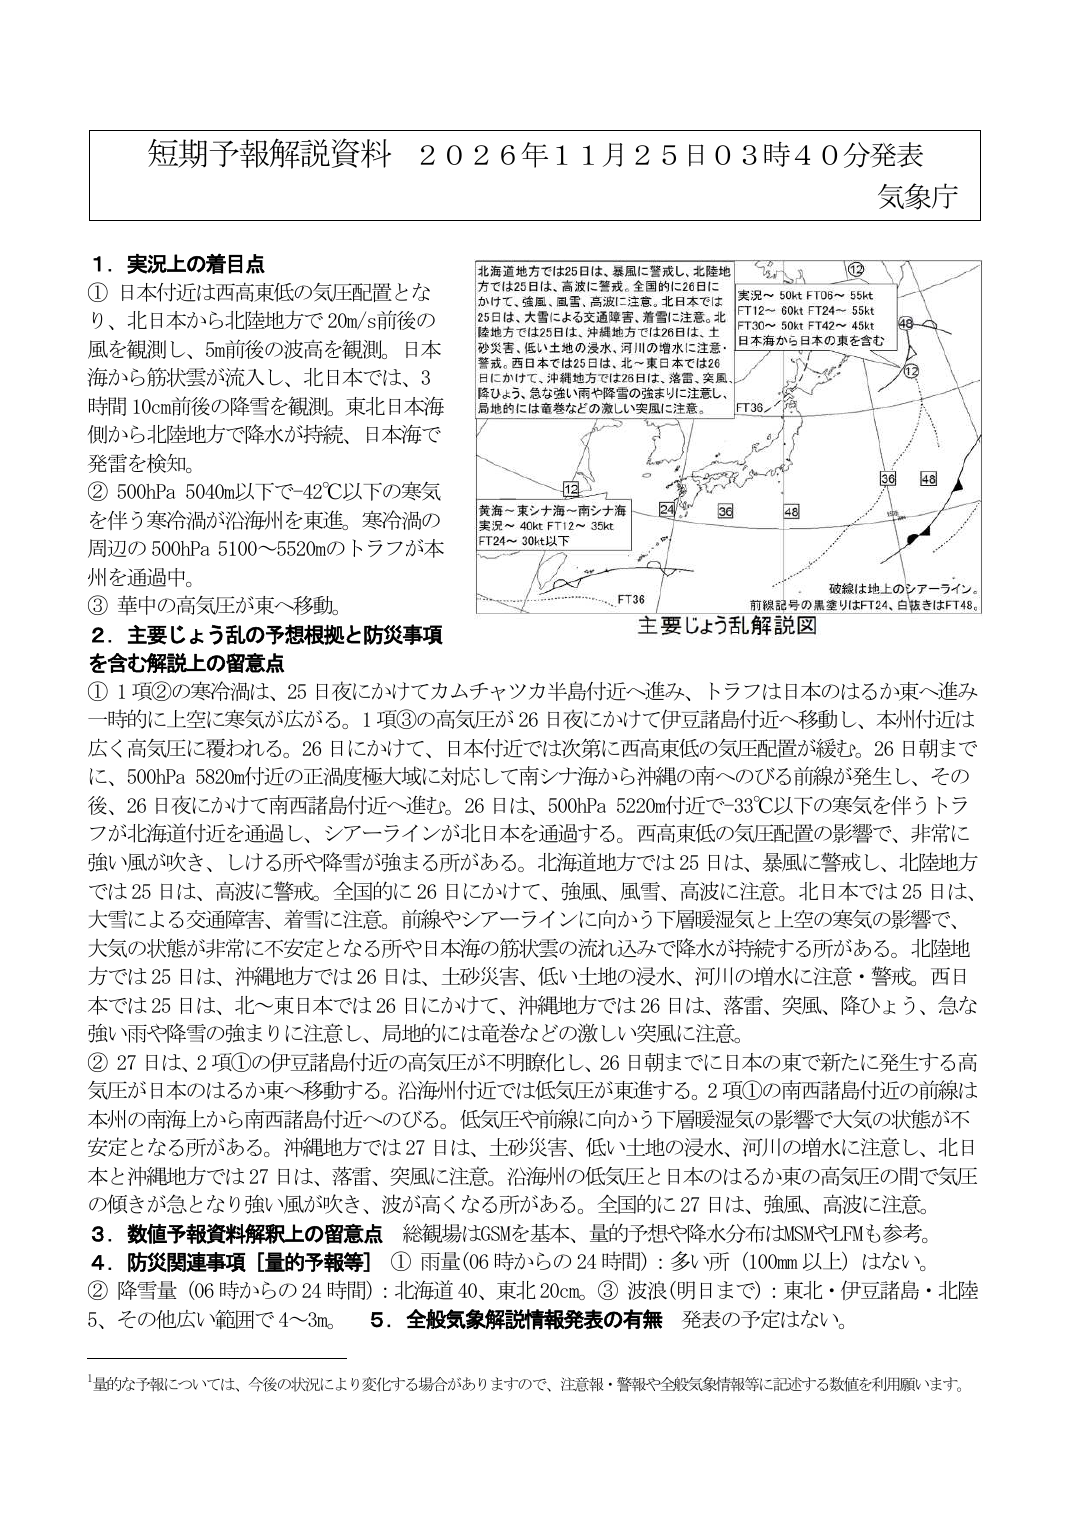 短期予報解説資料　２０２６年１１月２５日０３時４０分発表
気象庁
１．実況上の着目点
① 日本付近は西高東低の気圧配置とな
り、北日本から北陸地方で 20m/s前後の
風を観測し、5m前後の波高を観測。日本
海から筋状雲が流入し、北日本では、3
時間 10cm前後の降雪を観測。東北日本海
側から北陸地方で降水が持続、日本海で
発雷を検知。
② 500hPa 5040m以下で-42℃以下の寒気
を伴う寒冷渦が沿海州を東進。寒冷渦の
周辺の 500hPa 5100～5520mのトラフが本
州を通過中。
③ 華中の高気圧が東へ移動。
北海道地方では25日は、暴風に警戒し、北陸地
方では25日は、高波に警戒。全国的に26日に
かけて、強風、風雪、高波に注意。北日本では
25日は、大雪による交通障害、着雪に注意。北
陸地方では25日は、沖縄地方では26日は、土
砂災害、低い土地の浸水、河川の増水に注意・
警戒。西日本では25日は、北～東日本では26
日にかけて、沖縄地方では26日は、落雷、突風、
降ひょう、急な強い雨や降雪の強まりに注意し、
局地的には竜巻などの激しい突風に注意。
実況～ 50kt FT06～ 55kt
FT12～ 60kt FT24～ 55kt
FT30～ 50kt FT42～ 45kt
日本海から日本の東を含む
12
48
12
FT36
36
48
12
24
36
48
黄海～東シナ海～南シナ海
実況～ 40kt FT12～ 35kt
FT24～ 30kt以下
FT36
破線は地上のシアーライン。
前線記号の黒塗りはFT24、白抜きはFT48。
主要じょう乱解説図
２．主要じょう乱の予想根拠と防災事項
を含む解説上の留意点
① 1 項②の寒冷渦は、25 日夜にかけてカムチャツカ半島付近へ進み、トラフは日本のはるか東へ進み
一時的に上空に寒気が広がる。1 項③の高気圧が 26 日夜にかけて伊豆諸島付近へ移動し、本州付近は
広く高気圧に覆われる。26 日にかけて、日本付近では次第に西高東低の気圧配置が緩む。26 日朝まで
に、500hPa 5820m付近の正渦度極大域に対応して南シナ海から沖縄の南へのびる前線が発生し、その
後、26 日夜にかけて南西諸島付近へ進む。26 日は、500hPa 5220m付近で-33℃以下の寒気を伴うトラ
フが北海道付近を通過し、シアーラインが北日本を通過する。西高東低の気圧配置の影響で、非常に
強い風が吹き、しける所や降雪が強まる所がある。北海道地方では 25 日は、暴風に警戒し、北陸地方
では 25 日は、高波に警戒。全国的に 26 日にかけて、強風、風雪、高波に注意。北日本では 25 日は、
大雪による交通障害、着雪に注意。前線やシアーラインに向かう下層暖湿気と上空の寒気の影響で、
大気の状態が非常に不安定となる所や日本海の筋状雲の流れ込みで降水が持続する所がある。北陸地
方では 25 日は、沖縄地方では 26 日は、土砂災害、低い土地の浸水、河川の増水に注意・警戒。西日
本では 25 日は、北～東日本では 26 日にかけて、沖縄地方では 26 日は、落雷、突風、降ひょう、急な
強い雨や降雪の強まりに注意し、局地的には竜巻などの激しい突風に注意。
② 27 日は、2 項①の伊豆諸島付近の高気圧が不明瞭化し、26 日朝までに日本の東で新たに発生する高
気圧が日本のはるか東へ移動する。沿海州付近では低気圧が東進する。2 項①の南西諸島付近の前線は
本州の南海上から南西諸島付近へのびる。低気圧や前線に向かう下層暖湿気の影響で大気の状態が不
安定となる所がある。沖縄地方では 27 日は、土砂災害、低い土地の浸水、河川の増水に注意し、北日
本と沖縄地方では 27 日は、落雷、突風に注意。沿海州の低気圧と日本のはるか東の高気圧の間で気圧
の傾きが急となり強い風が吹き、波が高くなる所がある。全国的に 27 日は、強風、高波に注意。
３．数値予報資料解釈上の留意点　総観場はGSMを基本、量的予想や降水分布はMSMやLFMも参考。
４．防災関連事項［量的予報等］　① 雨量(06 時からの 24 時間)：多い所（100mm 以上）はない。
② 降雪量（06 時からの 24 時間）：北海道 40、東北 20cm。③ 波浪(明日まで)：東北・伊豆諸島・北陸
5、その他広い範囲で 4～3m。　５．全般気象解説情報発表の有無　発表の予定はない。
1量的な予報については、今後の状況により変化する場合がありますので、注意報・警報や全般気象情報等に記述する数値を利用願います。